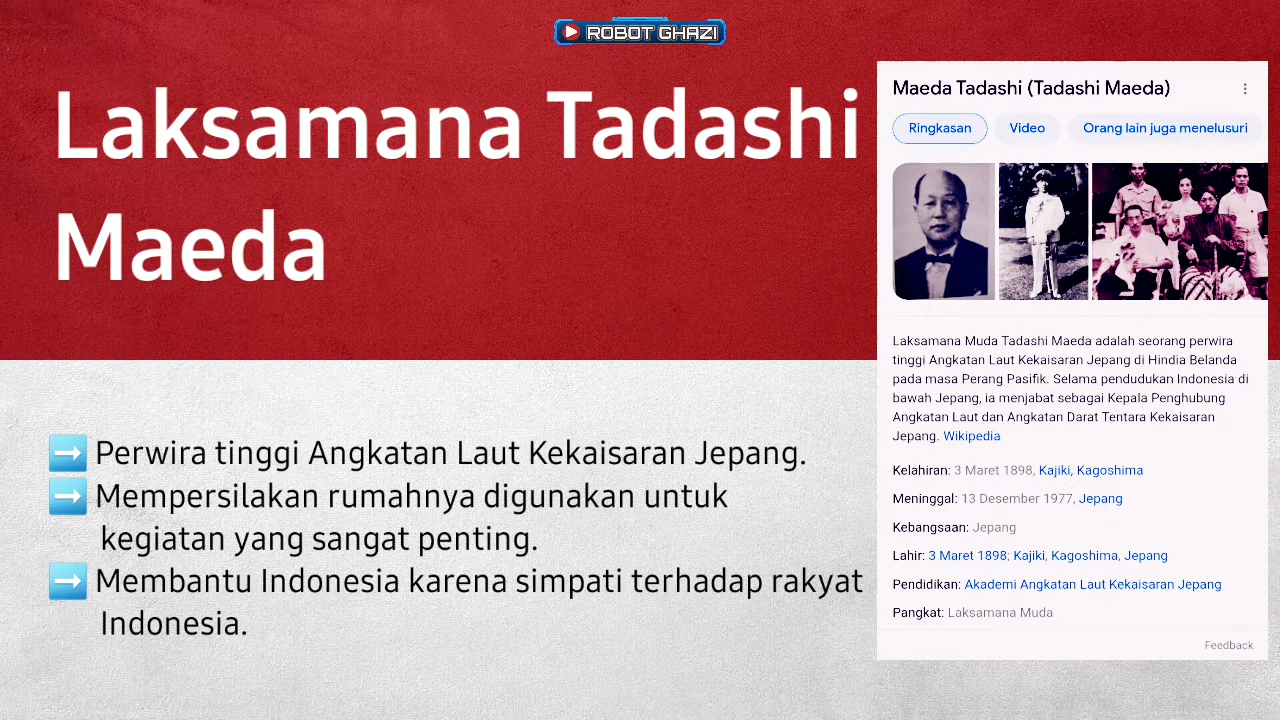 ROBOT GHAZI
Laksamana Tadashi
Maeda
Perwira tinggi Angkatan Laut Kekaisaran Jepang.
Mempersilakan rumahnya digunakan untuk
kegiatan yang sangat penting.
Membantu Indonesia karena simpati terhadap rakyat
Indonesia.
Maeda Tadashi (Tadashi Maeda)
Ringkasan Video Orang lain juga menelusuri
Laksamana Muda Tadashi Maeda adalah seorang perwira
tinggi Angkatan Laut Kekaisaran Jepang di Hindia Belanda
pada masa Perang Pasifik. Selama pendudukan Indonesia di
bawah Jepang, ia menjabat sebagai Kepala Penghubung
Angkatan Laut dan Angkatan Darat Tentara Kekaisaran
Jepang. Wikipedia
Kelahiran: 3 Maret 1898, Kajiki, Kagoshima
Meninggal: 13 Desember 1977, Jepang
Kebangsaan: Jepang
Lahir: 3 Maret 1898; Kajiki, Kagoshima, Jepang
Pendidikan: Akademi Angkatan Laut Kekaisaran Jepang
Pangkat: Laksamana Muda
Feedback